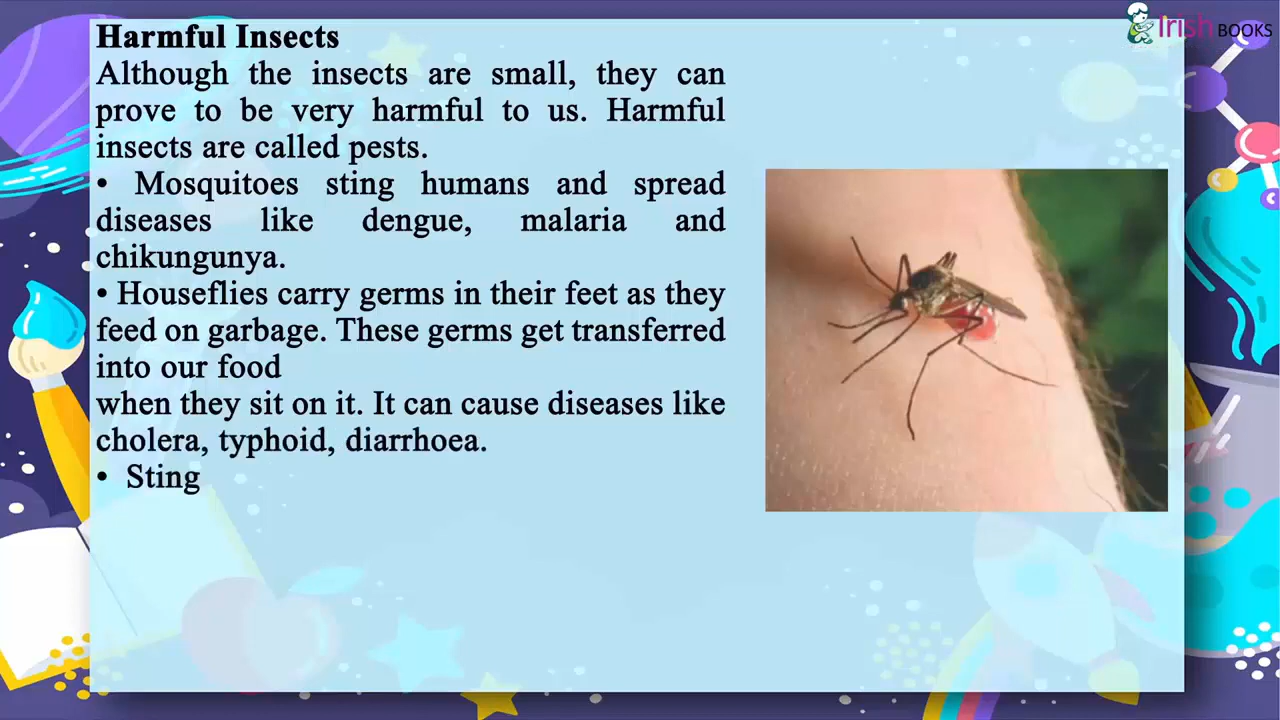 Irish BOOKS
Harmful Insects
Although the insects are small, they can
prove to be very harmful to us. Harmful
insects are called pests.
• Mosquitoes sting humans and spread
diseases like dengue, malaria and
chikungunya.
• Houseflies carry germs in their feet as they
feed on garbage. These germs get transferred
into our food
when they sit on it. It can cause diseases like
cholera, typhoid, diarrhoea.
• Sting